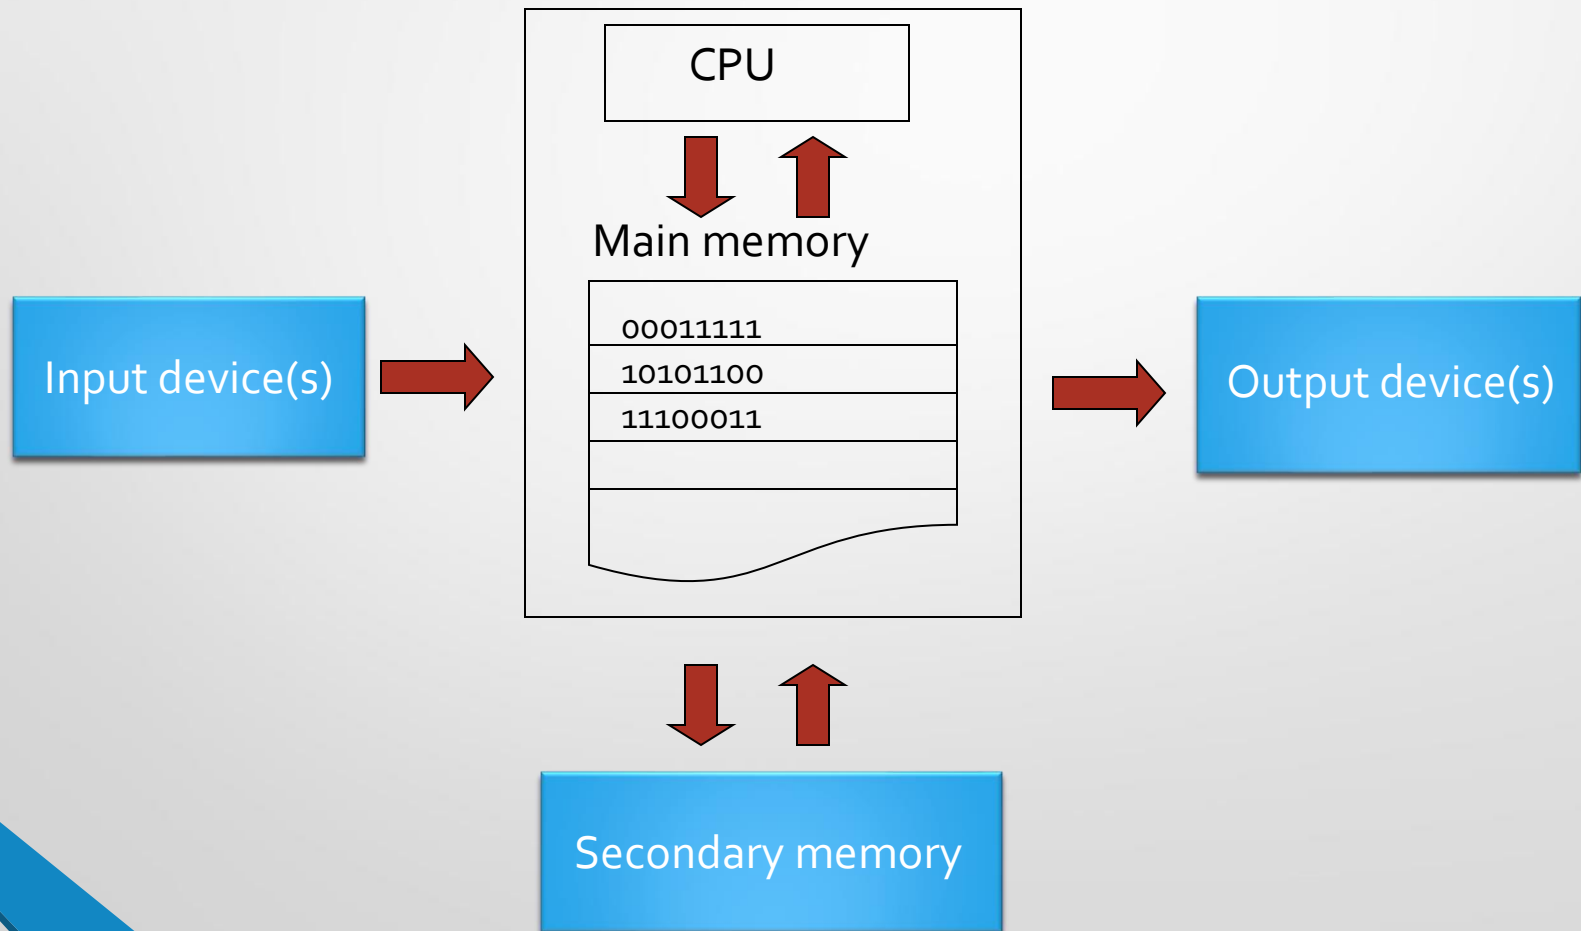 CPU
Main memory
00011111
10101100
11100011
Input device(s)
Output device(s)
Secondary memory